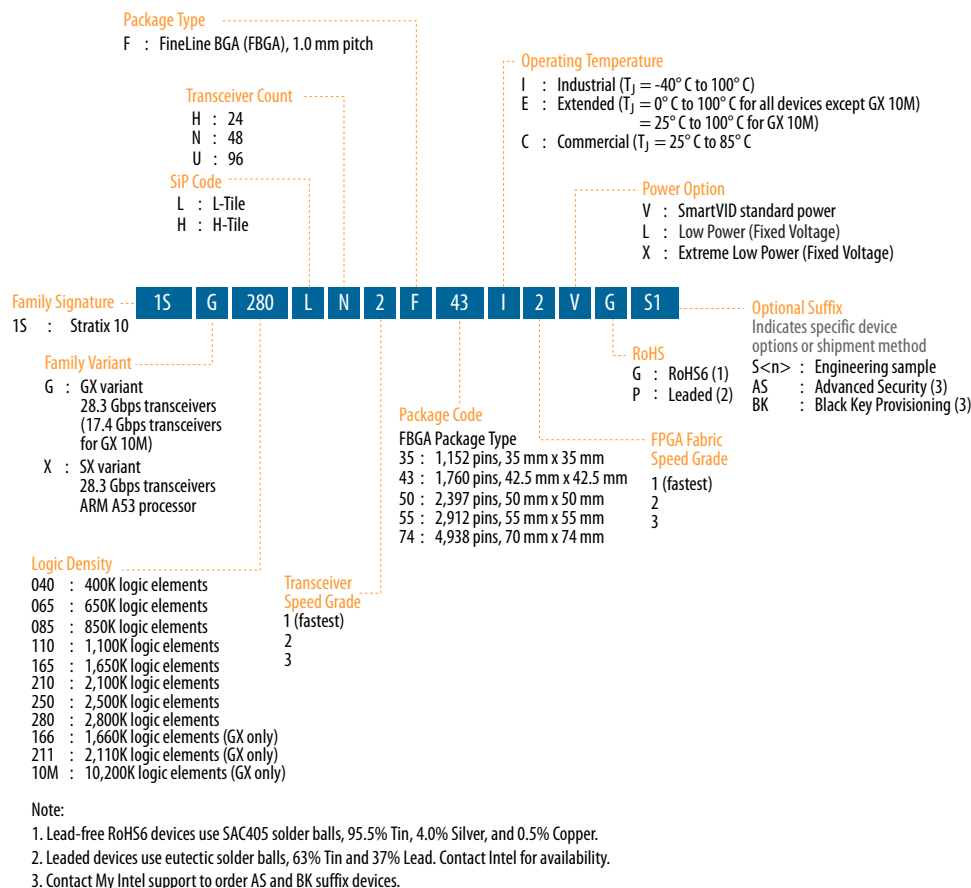 Package Type
F : FineLine BGA (FBGA), 1.0 mm pitch
Operating Temperature
I : Industrial (TJ = -40° C to 100° C)
E : Extended (TJ = 0° C to 100° C for all devices except GX 10M)
= 25° C to 100° C for GX 10M)
C : Commercial (TJ = 25° C to 85° C
Transceiver Count
H : 24
N : 48
U : 96
SiP Code
L : L-Tile
H : H-Tile
Power Option
V : SmartVID standard power
L : Low Power (Fixed Voltage)
X : Extreme Low Power (Fixed Voltage)
1S G 280 L N 2 F 43 I 2 V G S1
Family Signature
1S : Stratix 10
Optional Suffix
Indicates specific device
options or shipment method
S<n> : Engineering sample
AS : Advanced Security (3)
BK : Black Key Provisioning (3)
Family Variant
G : GX variant
28.3 Gbps transceivers
(17.4 Gbps transceivers
for GX 10M)
X : SX variant
28.3 Gbps transceivers
ARM A53 processor
RoHS
G : RoHS6 (1)
P : Leaded (2)
Package Code
FBGA Package Type
35 : 1,152 pins, 35 mm x 35 mm
43 : 1,760 pins, 42.5 mm x 42.5 mm
50 : 2,397 pins, 50 mm x 50 mm
55 : 2,912 pins, 55 mm x 55 mm
74 : 4,938 pins, 70 mm x 74 mm
FPGA Fabric
Speed Grade
1 (fastest)
2
3
Logic Density
040 : 400K logic elements
065 : 650K logic elements
085 : 850K logic elements
110 : 1,100K logic elements
165 : 1,650K logic elements
210 : 2,100K logic elements
250 : 2,500K logic elements
280 : 2,800K logic elements
166 : 1,660K logic elements (GX only)
211 : 2,110K logic elements (GX only)
10M : 10,200K logic elements (GX only)
Transceiver
Speed Grade
1 (fastest)
2
3
Note:
1. Lead-free RoHS6 devices use SAC405 solder balls, 95.5% Tin, 4.0% Silver, and 0.5% Copper.
2. Leaded devices use eutectic solder balls, 63% Tin and 37% Lead. Contact Intel for availability.
3. Contact My Intel support to order AS and BK suffix devices.